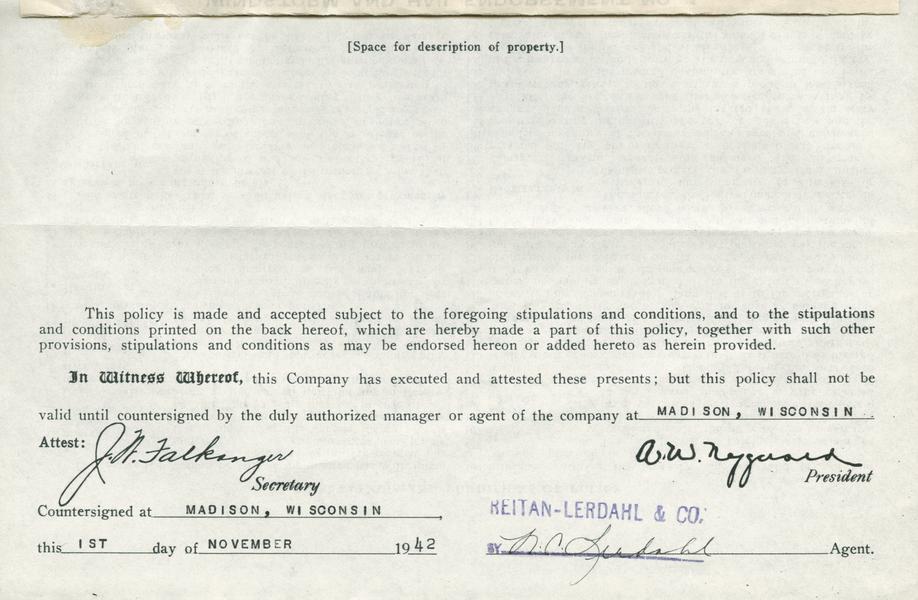 [Space for description of property.]
This policy is made and accepted subject to the foregoing stipulations and conditions, and to the stipulations
and conditions printed on the back hereof, which are hereby made a part of this policy, together with such other
provisions, stipulations and conditions as may be endorsed hereon or added hereto as herein provided.
In Witness Whereof, this Company has executed and attested these presents; but this policy shall not be
valid until countersigned by the duly authorized manager or agent of the company at MADISON, WISCONSIN
Attest: J. N. Falkanger
A. W. Nygaard
Secretary
President
Countersigned at MADISON, WISCONSIN,
REITAN-LERDAHL & CO.
this 1ST day of NOVEMBER 1942
BY N. C. Lerdahl Agent.